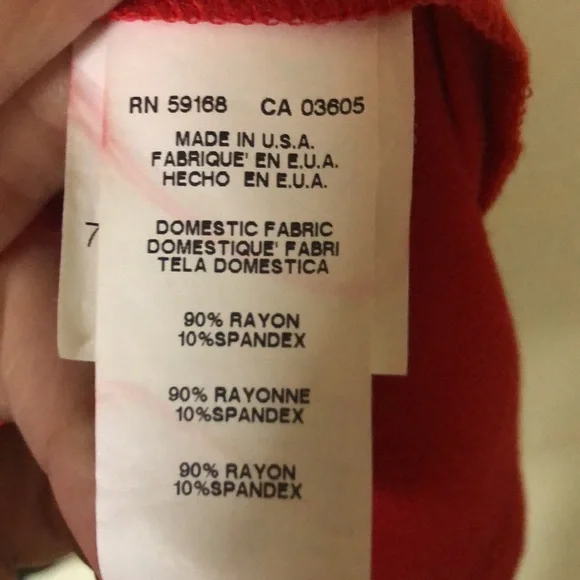 RN 59168 CA 03605
MADE IN U.S.A.
FABRIQUE' EN E.U.A.
HECHO EN E.U.A.
7
DOMESTIC FABRIC
DOMESTIQUE' FABRI
TELA DOMESTICA
90% RAYON
10%SPANDEX
90% RAYONNE
10%SPANDEX
90% RAYON
10%SPANDEX